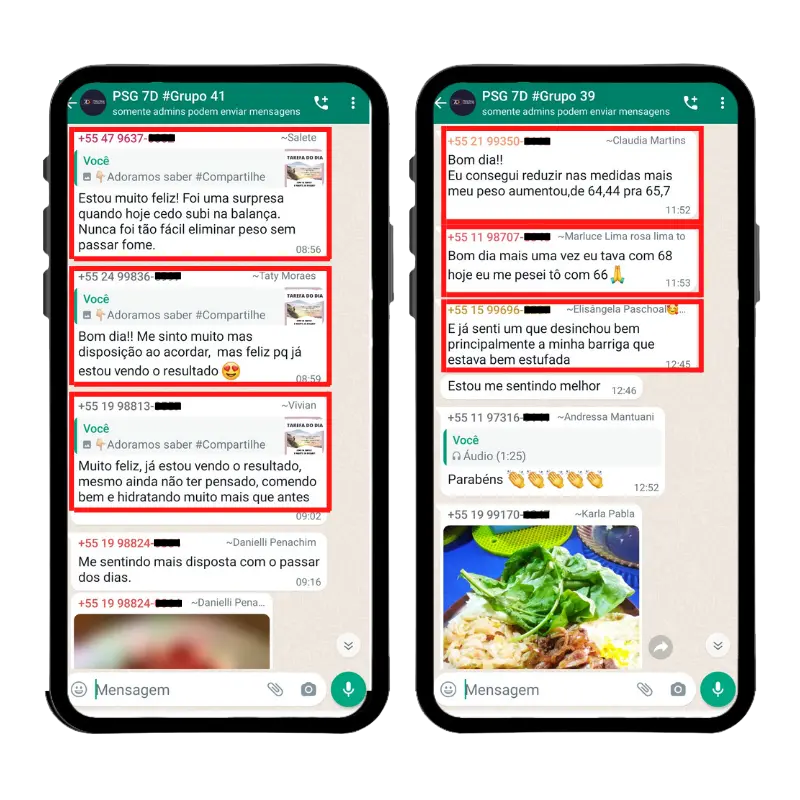 PSG 7D #Grupo 41
somente admins podem enviar mensagens
+55 47 9637-
~Salete
Você
Adoramos saber #Compartilhe
TAREFA DO DIA
Estou muito feliz! Foi uma surpresa
quando hoje cedo subi na balança.
Nunca foi tão fácil eliminar peso sem
passar fome.
08:56
+55 24 99836-
~Taty Moraes
Você
Adoramos saber #Compartilhe
TAREFA DO DIA
Bom dia!! Me sinto muito mas
disposição ao acordar, mas feliz pq já
estou vendo o resultado 😍
08:59
+55 19 98813-
~Vivian
Você
Adoramos saber #Compartilhe
TAREFA DO DIA
Muito feliz, já estou vendo o resultado,
mesmo ainda não ter pensado, comendo
bem e hidratando muito mais que antes
09:02
+55 19 98824-
~Danielli Penachim
Me sentindo mais disposta com o passar
dos dias.
09:16
+55 19 98824-
~Danielli Pena...
Mensagem
PSG 7D #Grupo 39
somente admins podem enviar mensagens
+55 21 99350-
~Claudia Martins
Bom dia!!
Eu consegui reduzir nas medidas mais
meu peso aumentou,de 64,44 pra 65,7
11:52
+55 11 98707-
~Marluce Lima rosa lima to
Bom dia mais uma vez eu tava com 68
hoje eu me pesei tô com 66🙏
11:53
+55 15 99696-
~Elisângela Paschoal🥰...
E já senti um que desinchou bem
principalmente a minha barriga que
estava bem estufada
12:45
Estou me sentindo melhor
12:46
+55 11 97316-
~Andressa Mantuani
Você
Áudio (1:25)
Parabéns 👏👏👏👏👏
12:52
+55 19 99170-
~Karla Pabla
Mensagem